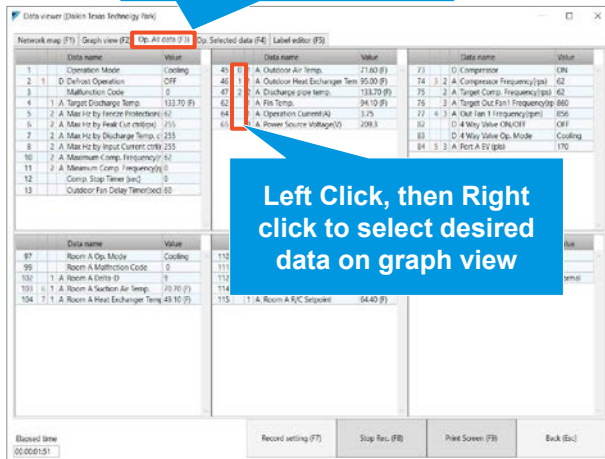 Data viewer (Daikin Texas Technolgy Park)
Network map (F1) Graph view (F2) Op. All data (F3) Op. Selected data (F4) Label editor (F5)
Data name Value
1 Operation Mode Cooling
2 1 D Defrost Operation OFF
3 Malfunction Code 0
4 1 A Target Discharge Temp. 133.70 (F)
5 2 A Max Hz by Freeze Protection( 62
6 2 A Max Hz by Peak Cut ctrl(rps) 255
7 2 A Max Hz by Discharge Temp. c 255
8 2 A Max Hz by Input Current ctrl( 255
10 2 A Maximum Comp. Frequency(r 62
11 2 A Minimum Comp. Frequency(r 0
12 Comp. Stop Timer (sec) 0
13 Outdoor Fan Delay Timer(sec) 60
Data name Value
45 0 A Outdoor Air Temp. 71.60 (F)
46 1 A Outdoor Heat Exchanger Tem 95.00 (F)
47 2 A Discharge pipe temp. 133.70 (F)
62 A Fin Temp. 94.10 (F)
64 A Operation Current(A) 3.75
65 A Power Source Voltage(V) 209.3
Data name Value
73 D Compressor ON
74 3 2 A Compressor Frequency(rps) 62
75 2 A Target Comp. Frequency(rps) 62
76 3 A Target Out Fan1 Frequency(rp 860
77 4 3 A Out Fan 1 Frequency(rpm) 856
82 D 4 Way Valve ON/OFF OFF
83 D 4 Way Valve Op. Mode Cooling
84 5 3 A Port A EV (pls) 170
Left Click, then Right
click to select desired
data on graph view
Data name Value
97 Room A Op. Mode Cooling
99 Room A Malfnction Code 0
102 1 A Room A Delta-D 9
103 6 1 A Room A Suction Air Temp. 70.70 (F)
104 7 1 A Room A Heat Exchanger Temp 49.10 (F)
110
111
112
114
115 1 A Room A R/C Setpoint 64.40 (F)
Elapsed time
00:00:01:51
Record setting (F7) Stop Rec. (F8) Print Screen (F9) Back (Esc)